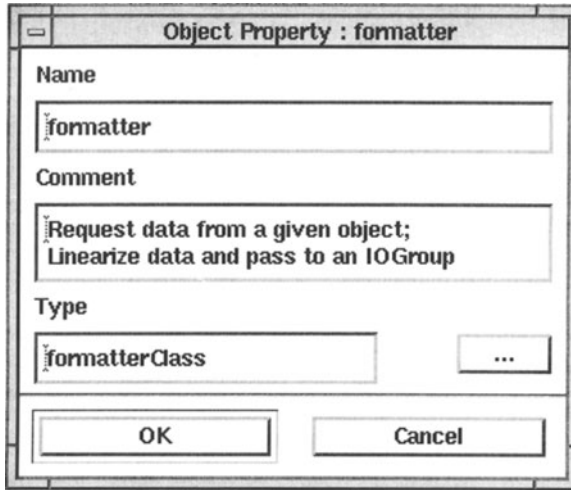 Object Property : formatter
Name
formatter
Comment
Request data from a given object;
Linearize data and pass to an IOGroup
Type
formatterClass
...
OK
Cancel